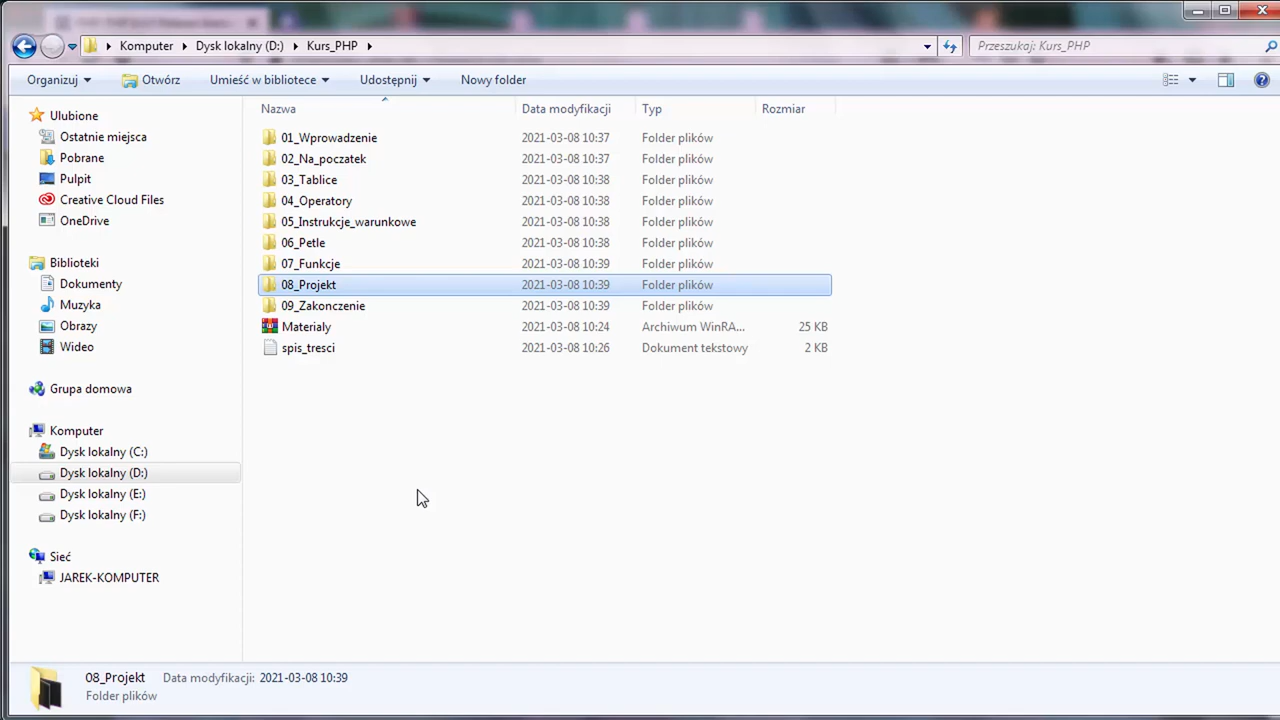 Komputer Dysk lokalny (D:) Kurs_PHP Przeszukaj: Kurs_PHP
Organizuj Otwórz Umieść w bibliotece Udostępnij Nowy folder
Ulubione
Ostatnie miejsca
Pobrane
Pulpit
Creative Cloud Files
OneDrive
Biblioteki
Dokumenty
Muzyka
Obrazy
Wideo
Grupa domowa
Komputer
Dysk lokalny (C:)
Dysk lokalny (D:)
Dysk lokalny (E:)
Dysk lokalny (F:)
Sieć
JAREK-KOMPUTER
Nazwa Data modyfikacji Typ Rozmiar
01_Wprowadzenie 2021-03-08 10:37 Folder plików
02_Na_poczatek 2021-03-08 10:37 Folder plików
03_Tablice 2021-03-08 10:38 Folder plików
04_Operatory 2021-03-08 10:38 Folder plików
05_Instrukcje_warunkowe 2021-03-08 10:38 Folder plików
06_Petle 2021-03-08 10:38 Folder plików
07_Funkcje 2021-03-08 10:39 Folder plików
08_Projekt 2021-03-08 10:39 Folder plików
09_Zakonczenie 2021-03-08 10:39 Folder plików
Materialy 2021-03-08 10:24 Archiwum WinRA... 25 KB
spis_tresci 2021-03-08 10:26 Dokument tekstowy 2 KB
08_Projekt Data modyfikacji: 2021-03-08 10:39
Folder plików